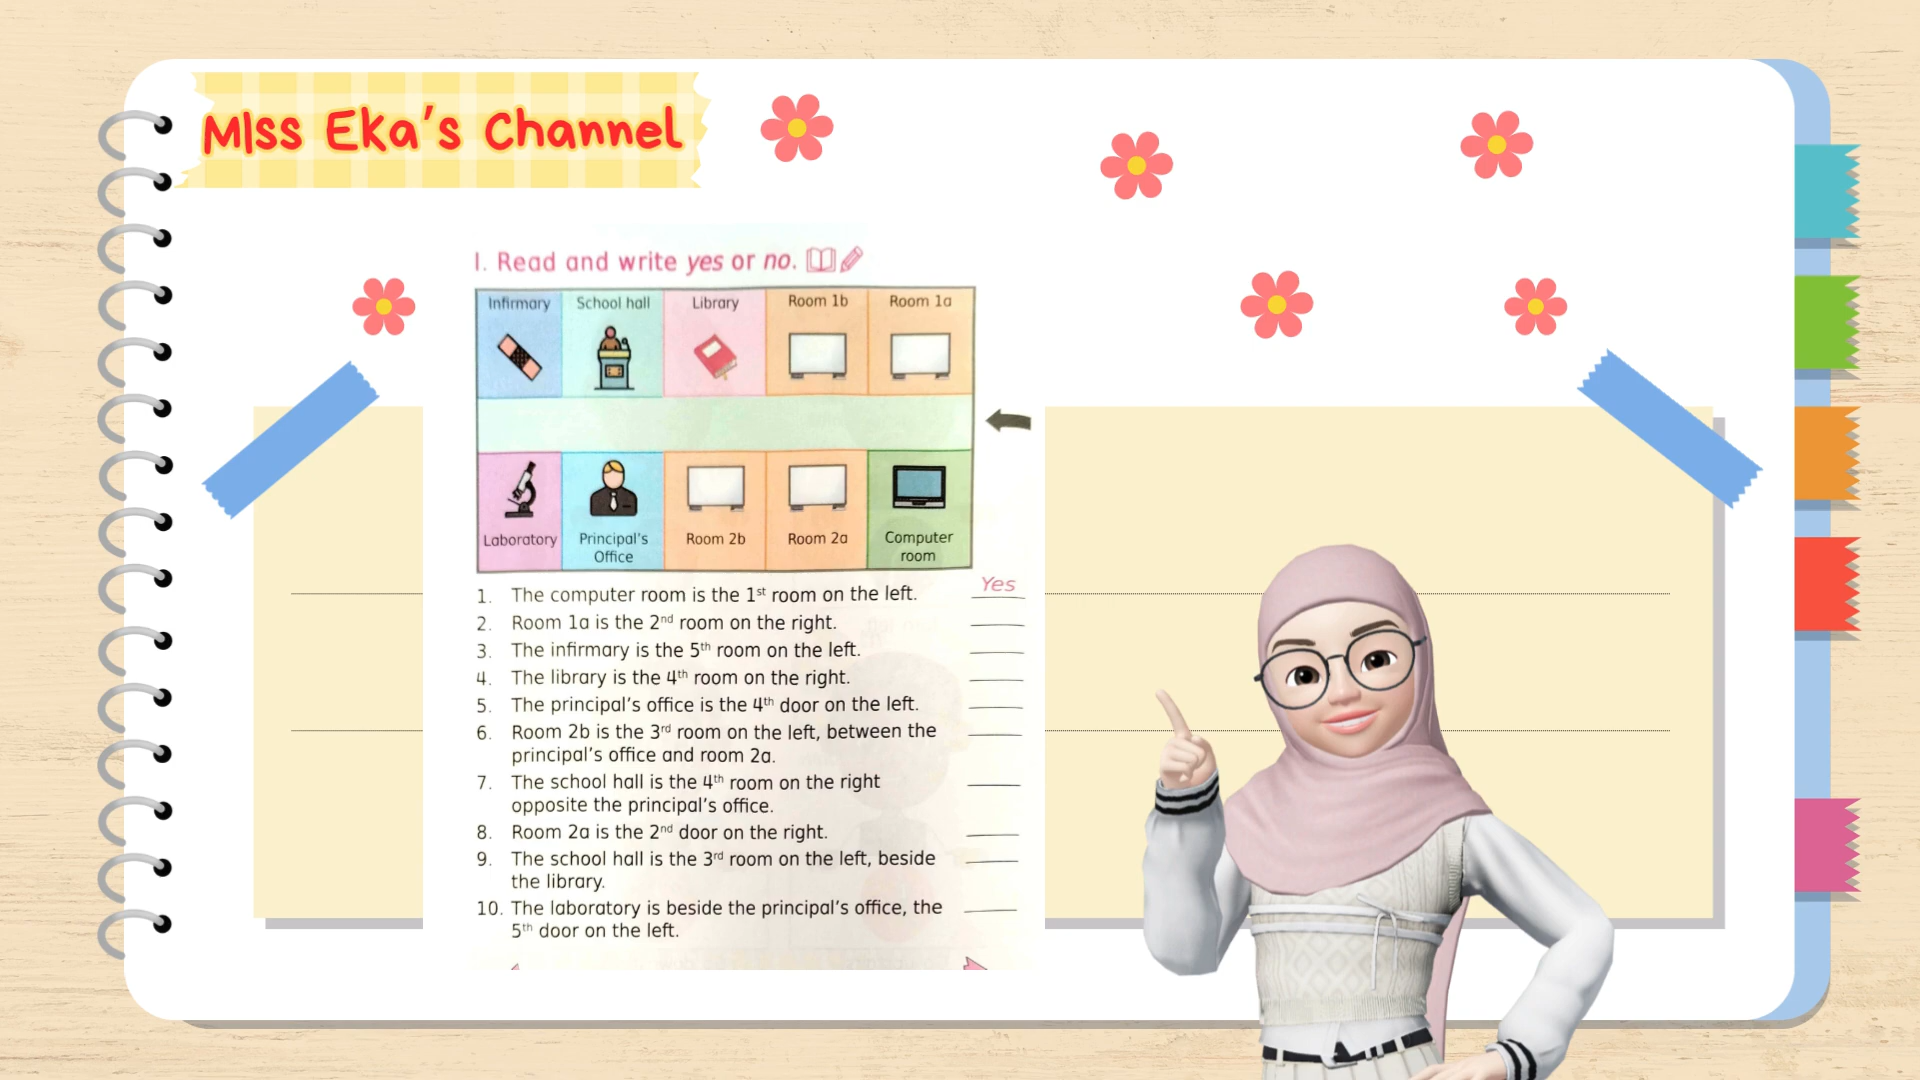 MIss Eka's Channel
I. Read and write yes or no.
Infirmary School hall Library Room 1b Room 1a
Laboratory Principal's Office Room 2b Room 2a Computer room
1. The computer room is the 1st room on the left. Yes
2. Room 1a is the 2nd room on the right.
3. The infirmary is the 5th room on the left.
4. The library is the 4th room on the right.
5. The principal's office is the 4th door on the left.
6. Room 2b is the 3rd room on the left, between the
principal's office and room 2a.
7. The school hall is the 4th room on the right
opposite the principal's office.
8. Room 2a is the 2nd door on the right.
9. The school hall is the 3rd room on the left, beside
the library.
10. The laboratory is beside the principal's office, the
5th door on the left.